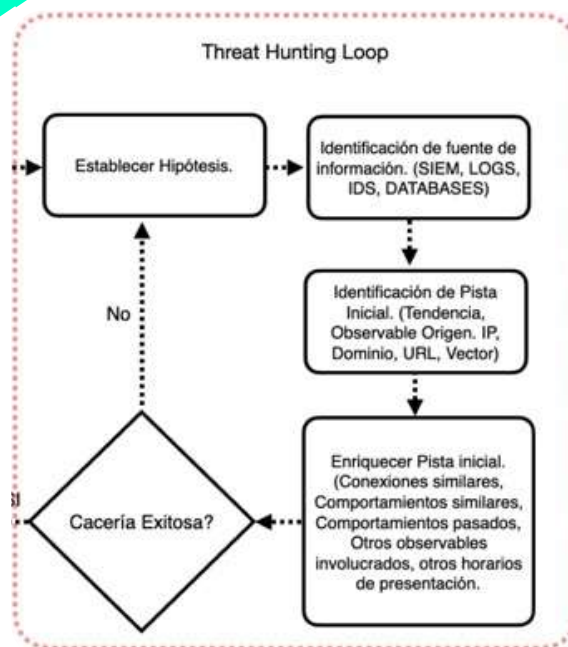 Threat Hunting Loop
Establecer Hipótesis.
Identificación de fuente de
información. (SIEM, LOGS,
IDS, DATABASES)
Identificación de Pista
Inicial. (Tendencia,
Observable Origen. IP,
Dominio, URL, Vector)
No
Enriquecer Pista inicial.
(Conexiones similares,
Comportamientos similares,
Comportamientos pasados,
Otros observables
involucrados, otros horarios
de presentación.
Cacería Exitosa?